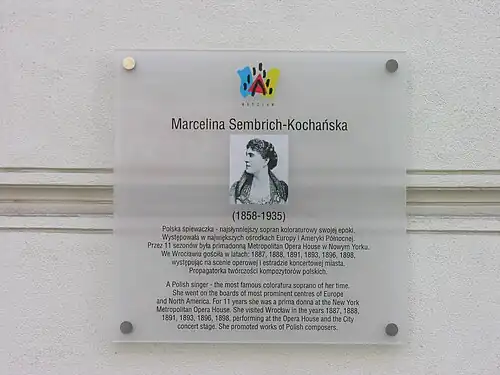 WROCŁAW
Marcelina Sembrich-Kochańska
(1858-1935)
Polska śpiewaczka - najsłynniejszy sopran koloraturowy swojej epoki.
Występowała w największych ośrodkach Europy i Ameryki Północnej.
Przez 11 sezonów była primadonną Metropolitan Opera House w Nowym Yorku.
We Wrocławiu gościła w latach: 1887, 1888, 1891, 1893, 1896, 1898,
występując na scenie operowej i estradzie koncertowej miasta.
Propagatorka twórczości kompozytorów polskich.
A Polish singer - the most famous coloratura soprano of her time.
She went on the boards of most prominent centres of Europe
and North America. For 11 years she was a prima donna at the New York
Metropolitan Opera House. She visited Wrocław in the years 1887, 1888,
1891, 1893, 1896, 1898, performing at the Opera House and the City
concert stage. She promoted works of Polish composers.